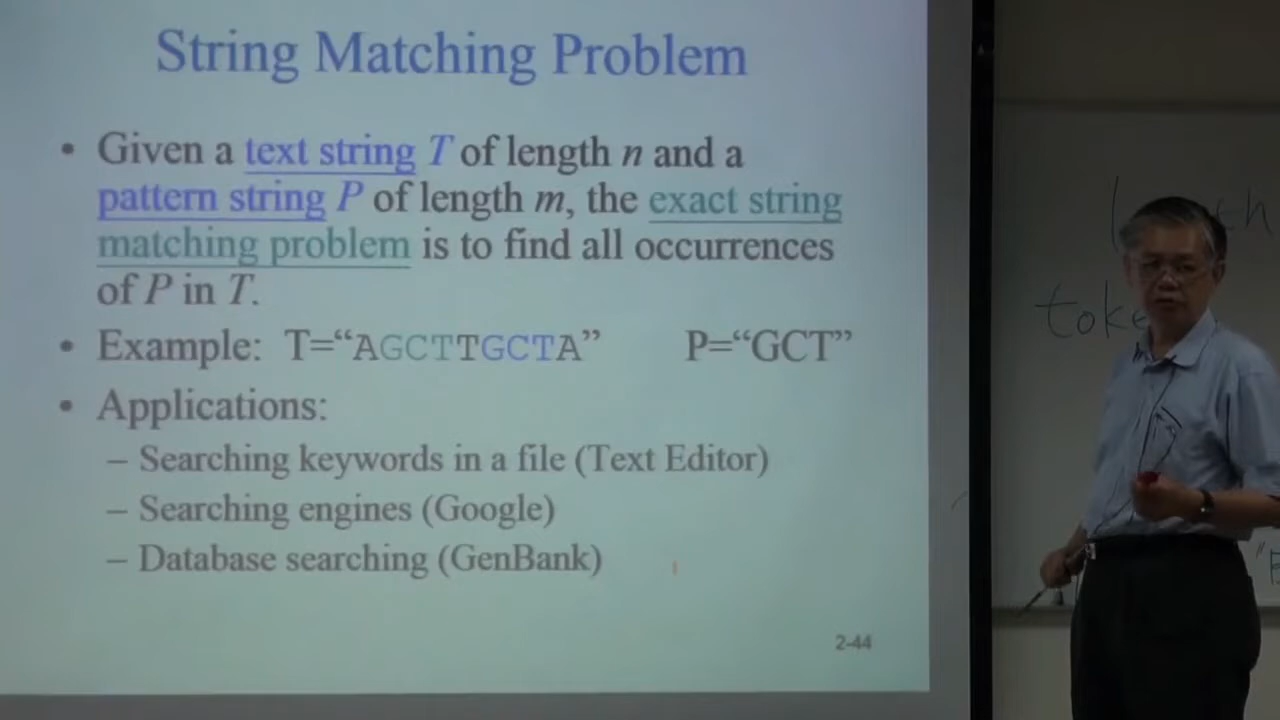 String Matching Problem
• Given a text string T of length n and a
pattern string P of length m, the exact string
matching problem is to find all occurrences
of P in T.
• Example: T=“AGCTTGCTA” P=“GCT”
• Applications:
– Searching keywords in a file (Text Editor)
– Searching engines (Google)
– Database searching (GenBank)
2-44